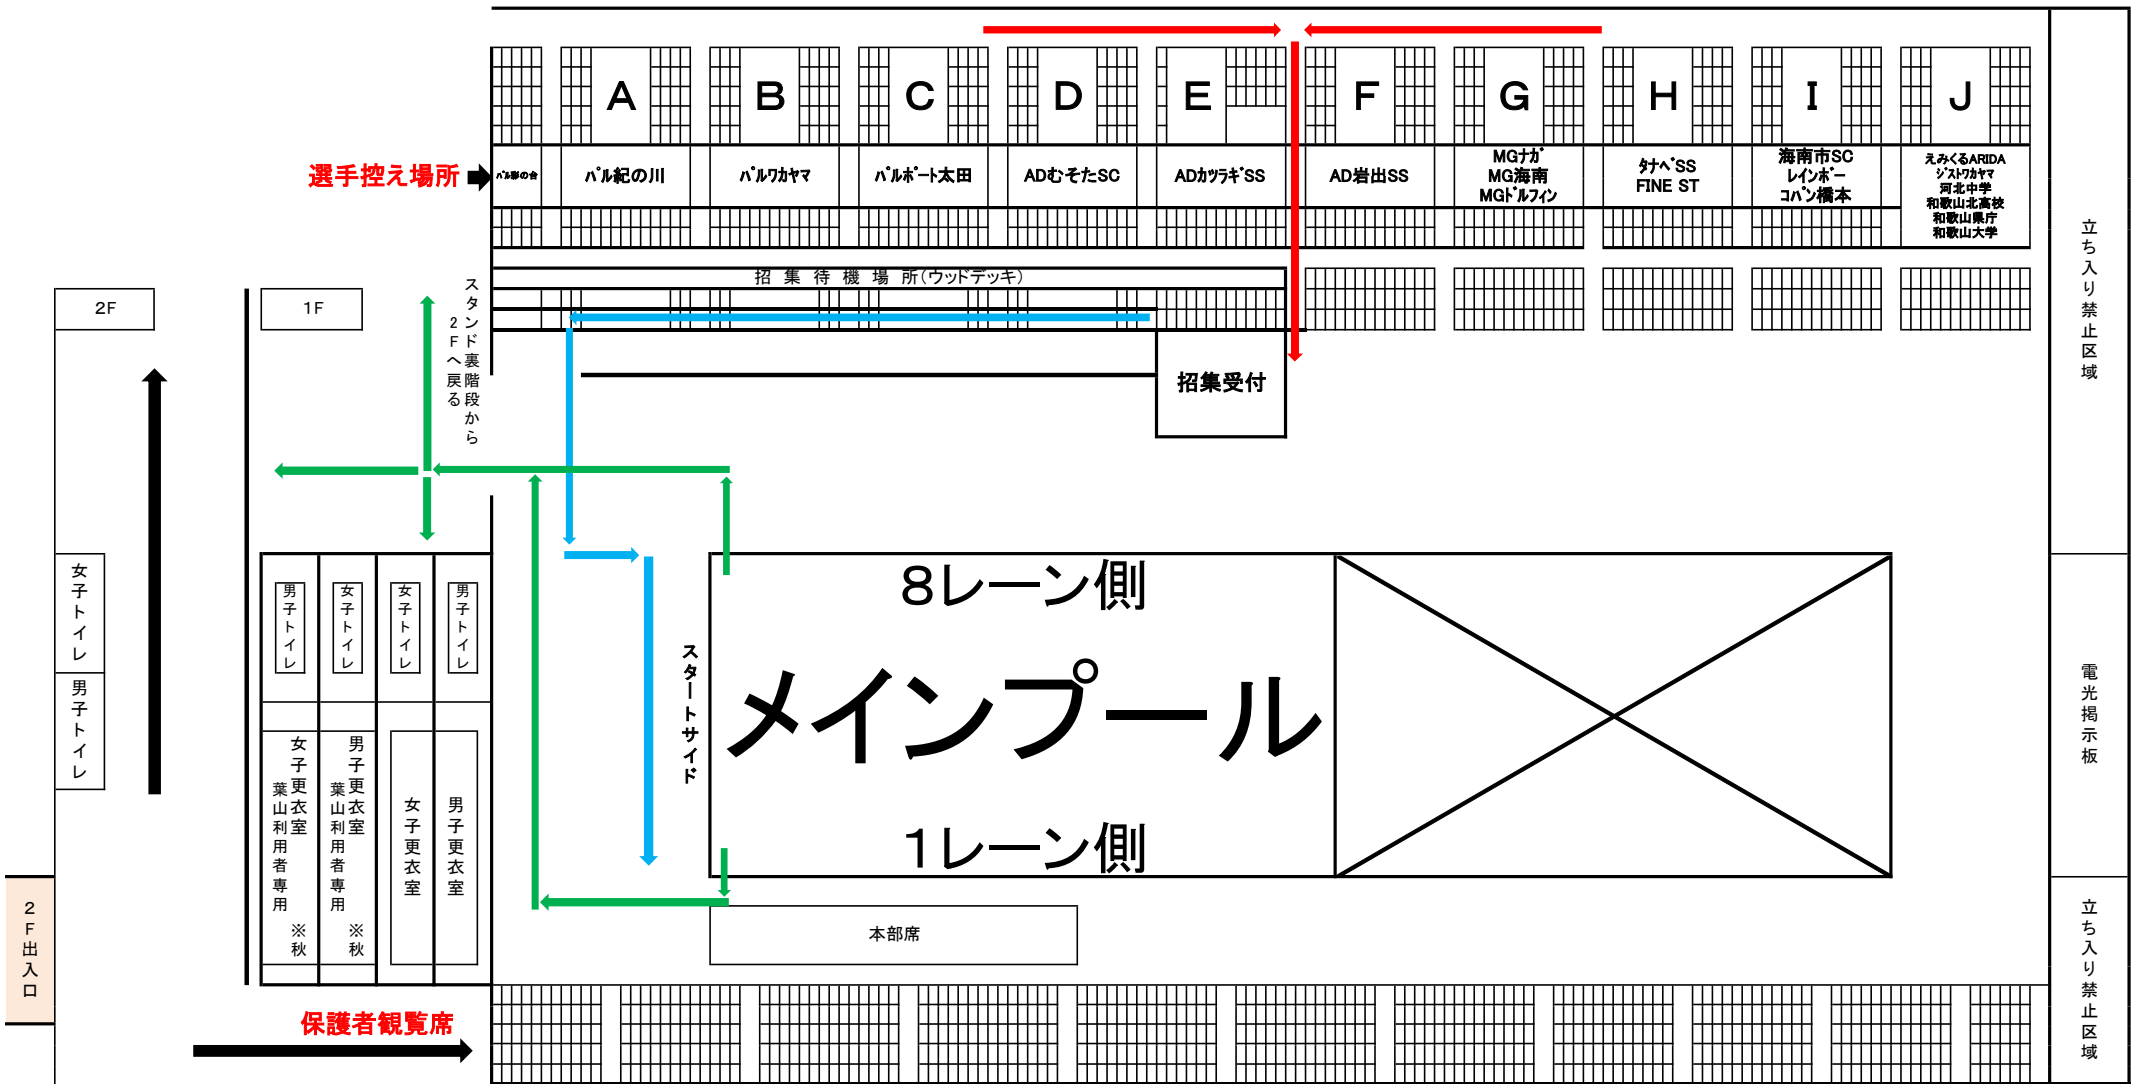 A
B
C
D
E
F
G
H
I
J
選手控え場所
パル紀の川
パルワカヤマ
パルポート太田
ADむそたSC
ADカツラギSS
AD岩出SS
MGナガ
MG海南
MGドルフィン
タナベSS
FINE ST
海南市SC
レインボー
コパン橋本
えみくるARIDA
ジストワカヤマ
河北中学
和歌山北高校
和歌山県庁
和歌山大学
招集待機場所(ウッドデッキ)
2F
1F
スタンド裏階段から
2Fへ戻る
招集受付
立ち入り禁止区域
女子トイレ
男子トイレ
男子トイレ
女子トイレ
女子トイレ
男子トイレ
スタートサイド
8レーン側
メインプール
1レーン側
電光掲示板
女子更衣室 ※秋
葉山利用者専用
男子更衣室 ※秋
葉山利用者専用
女子更衣室
男子更衣室
2F出入口
本部席
立ち入り禁止区域
保護者観覧席